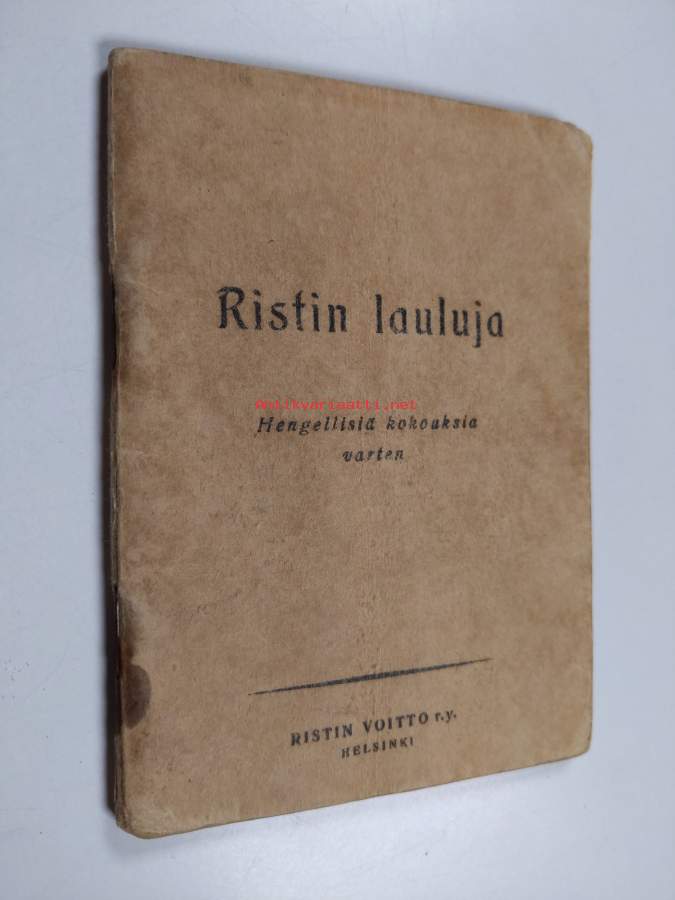 Ristin lauluja
Antikvariaatti.net
Hengellisiä kokouksia
varten
RISTIN VOITTO r.y.
HELSINKI